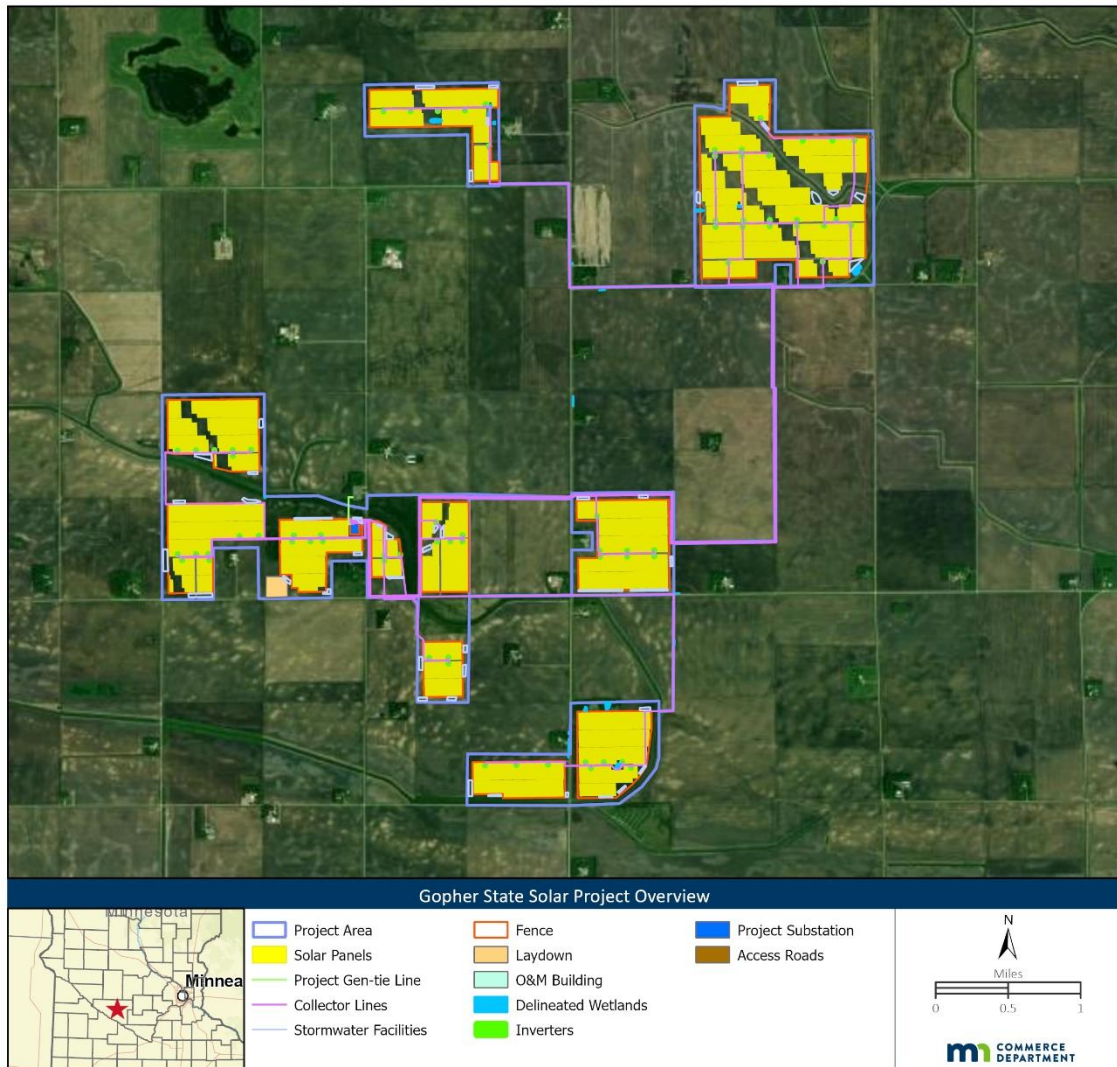 Gopher State Solar Project Overview
Minnesota
Minnea
Project Area
Solar Panels
Project Gen-tie Line
Collector Lines
Stormwater Facilities
Fence
Laydown
O&M Building
Delineated Wetlands
Inverters
Project Substation
Access Roads
N
Miles
0 0.5 1
mn COMMERCE
DEPARTMENT